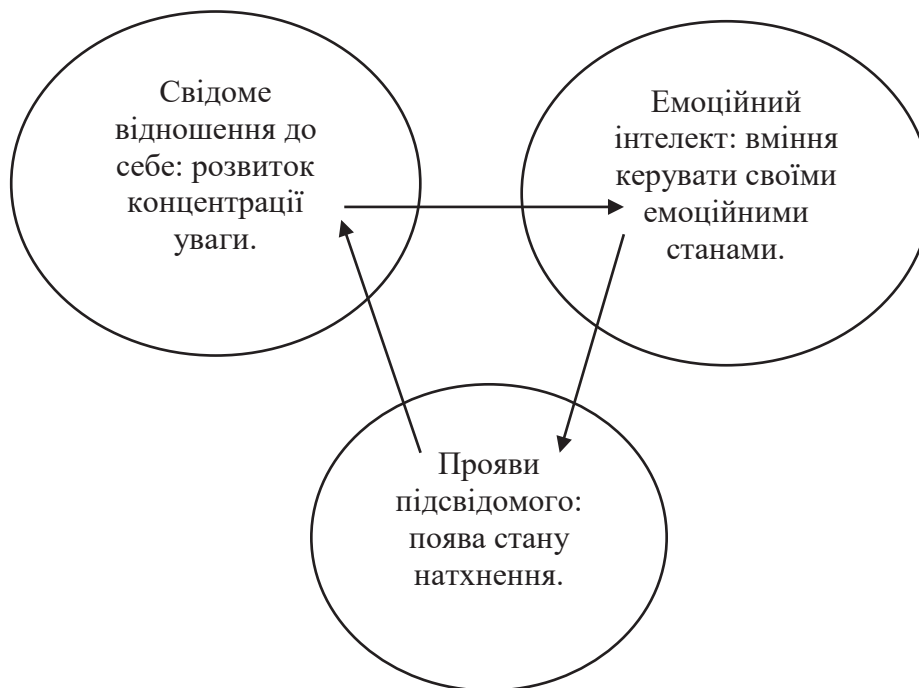 Свідоме
відношення до
себе: розвиток
концентрації
уваги.
Емоційний
інтелект: вміння
керувати своїми
емоційними
станами.
Прояви
підсвідомого:
поява стану
натхнення.